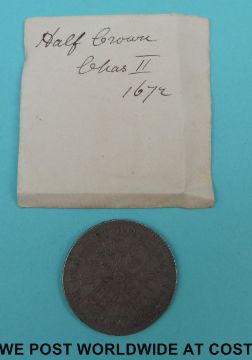 Half Crown
Chas II
1672
WE POST WORLDWIDE AT COST